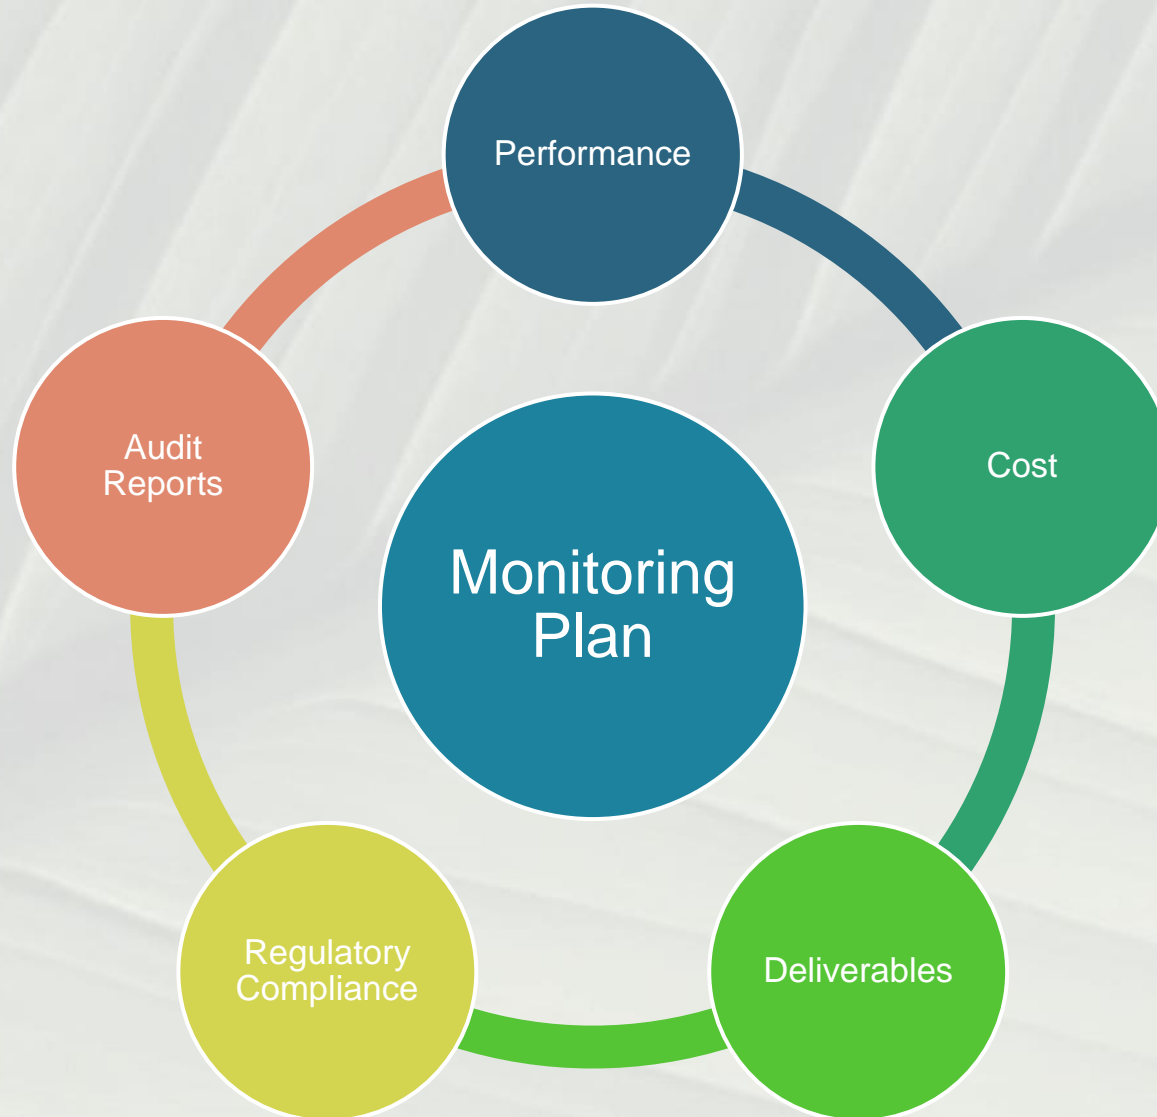 Performance
Cost
Deliverables
Regulatory
Compliance
Audit
Reports
Monitoring
Plan